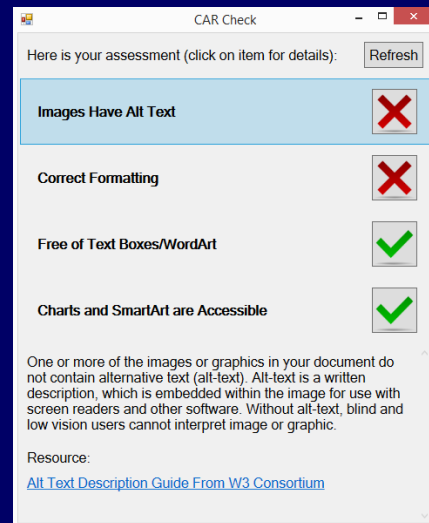 CAR Check
Here is your assessment (click on item for details):
Refresh
Images Have Alt Text
Correct Formatting
Free of Text Boxes/WordArt
Charts and SmartArt are Accessible
One or more of the images or graphics in your document do
not contain alternative text (alt-text). Alt-text is a written
description, which is embedded within the image for use with
screen readers and other software. Without alt-text, blind and
low vision users cannot interpret image or graphic.
Resource:
Alt Text Description Guide From W3 Consortium